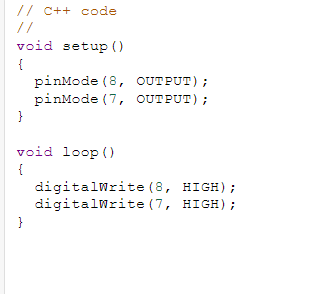 // C++ code
//
void setup()
{
  pinMode(8, OUTPUT);
  pinMode(7, OUTPUT);
}

void loop()
{
  digitalWrite(8, HIGH);
  digitalWrite(7, HIGH);
}